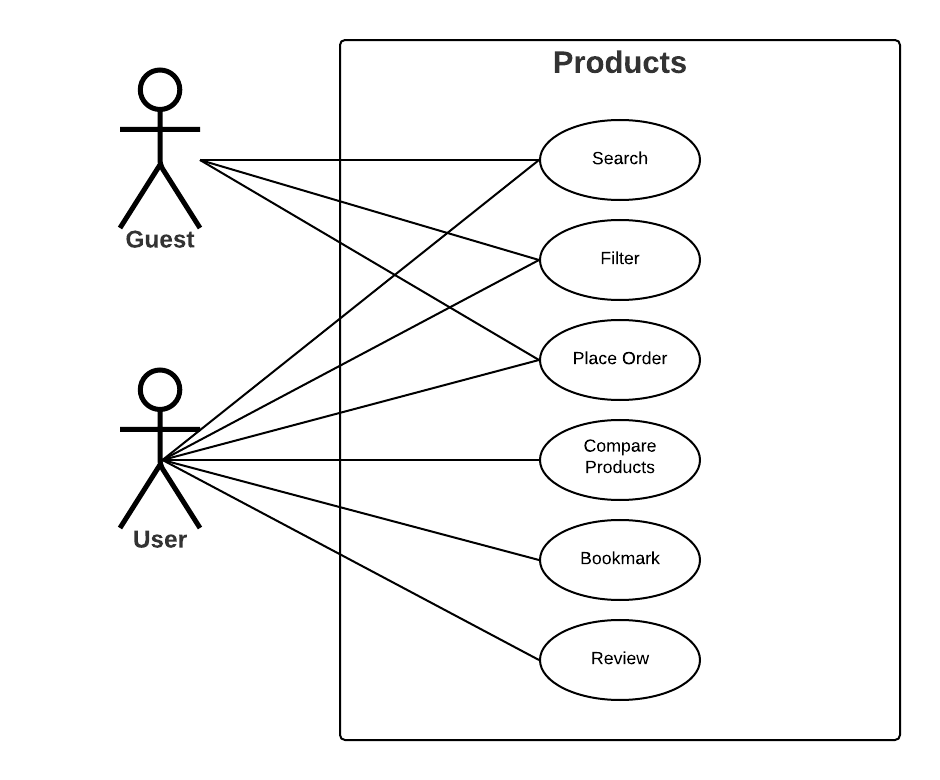 Products
Search
Guest
Filter
Place Order
Compare
Products
User
Bookmark
Review